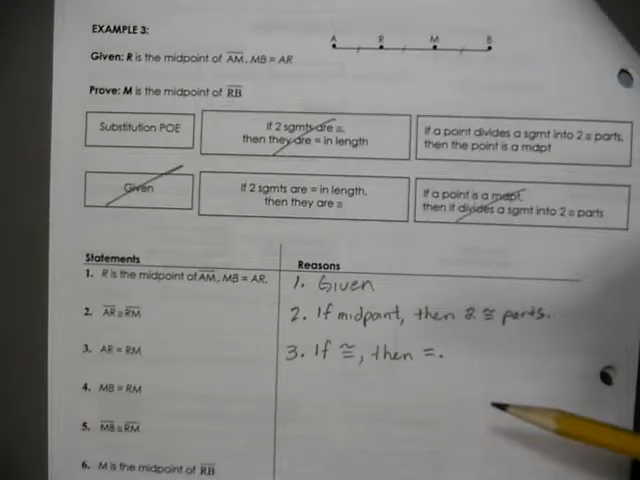 EXAMPLE 3:
A R M B
Given: R is the midpoint of AM, MB = AR
Prove: M is the midpoint of RB
Substitution POE
If 2 sgmts are ≅,
then they are = in length
If a point divides a sgmt into 2 ≅ parts,
then the point is a mdpt
Given
If 2 sgmts are = in length,
then they are ≅
If a point is a mdpt,
then it divides a sgmt into 2 ≅ parts
Statements
Reasons
1. R is the midpoint of AM, MB = AR.
1. Given
2. AR ≅ RM
2. If midpoint, then 2 ≅ parts.
3. AR = RM
3. If ≅, then =.
4. MB = RM
5. MB ≅ RM
6. M is the midpoint of RB